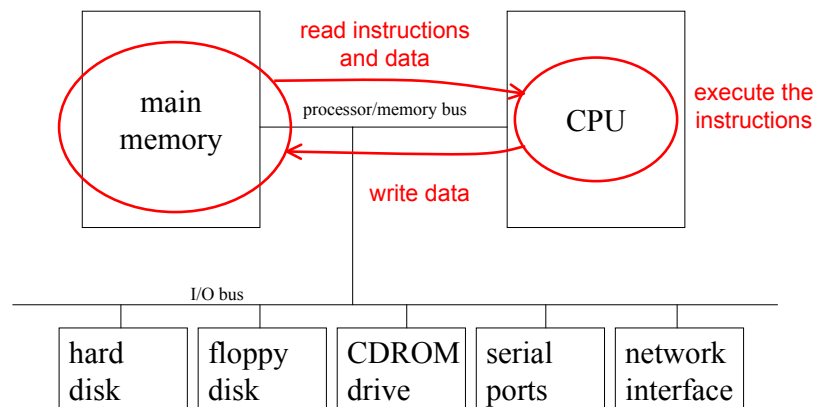 read instructions
and data
main
memory
processor/memory bus
CPU
execute the
instructions
write data
I/O bus
hard
disk
floppy
disk
CDROM
drive
serial
ports
network
interface